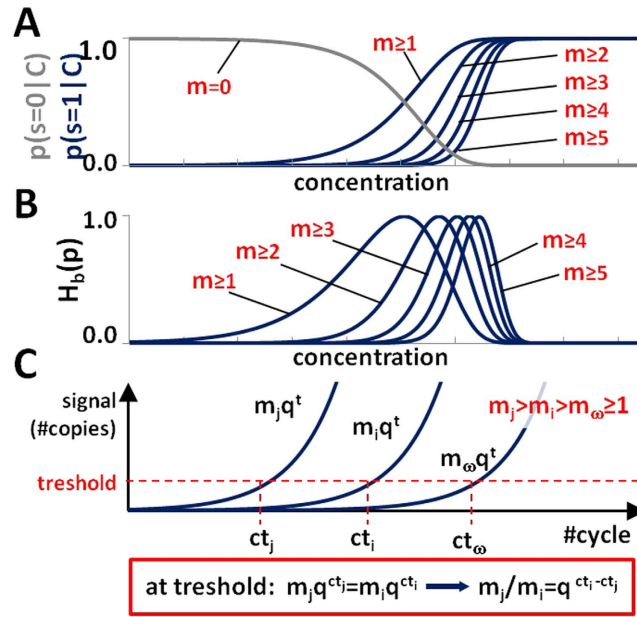 A
p(s=0|C)
p(s=1|C)
1.0
0.0
m=0
m≥1
m≥2
m≥3
m≥4
m≥5
concentration
B
H_b(p)
1.0
0.0
m≥1
m≥2
m≥3
m≥4
m≥5
concentration
C
signal
(#copies)
treshold
m_jq^t
m_iq^t
m_ωq^t
m_j>m_i>m_ω≥1
ct_j
ct_i
ct_ω
#cycle
at treshold: m_jq^ct_j=m_iq^ct_i → m_j/m_i=q^ct_i-ct_j